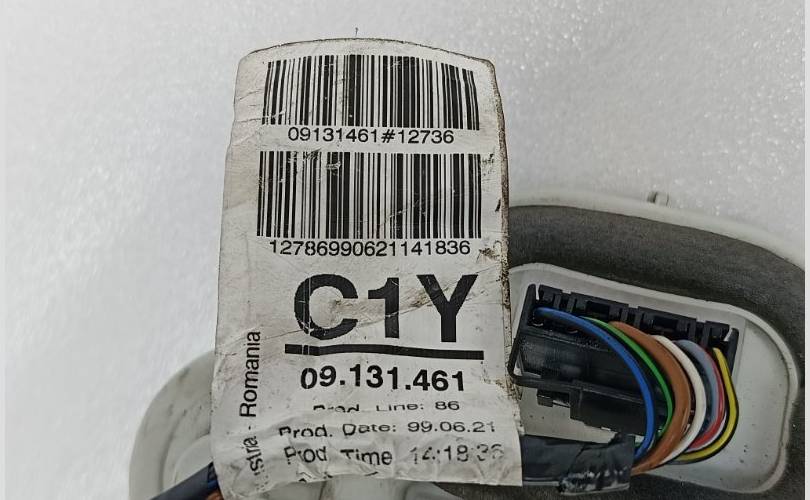 09131461#12736
12786990621141836
C1Y
09.131.461
Prod. Line: 86
Prod. Date: 99.06.21
Prod Time 14:18:36
- Romania